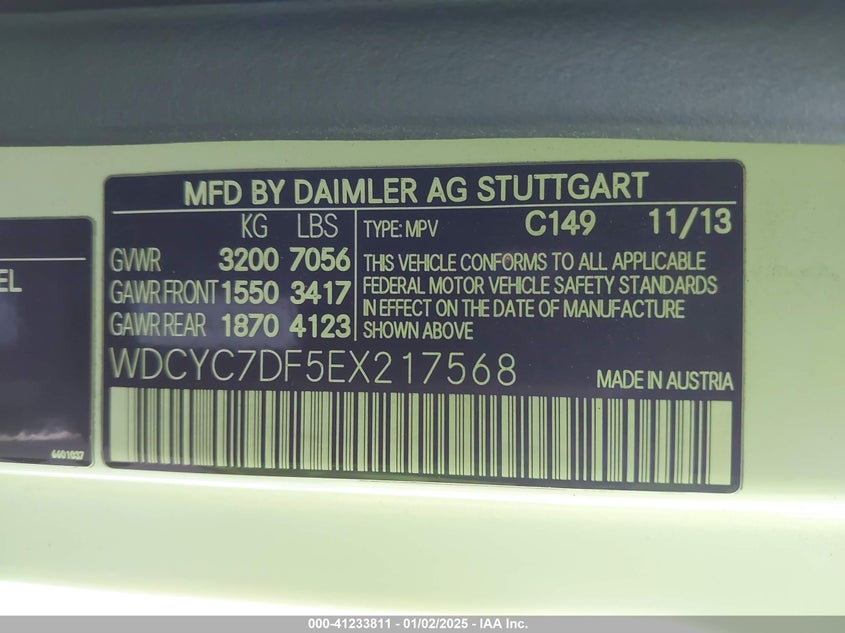 MFD BY DAIMLER AG STUTTGART
KG LBS
GVWR 3200 7056
GAWR FRONT 1550 3417
GAWR REAR 1870 4123
TYPE: MPV C149 11/13
THIS VEHICLE CONFORMS TO ALL APPLICABLE
FEDERAL MOTOR VEHICLE SAFETY STANDARDS
IN EFFECT ON THE DATE OF MANUFACTURE
SHOWN ABOVE
WDCYC7DF5EX217568
MADE IN AUSTRIA
EL
6601037
000-41233811 - 01/02/2025 - IAA Inc.